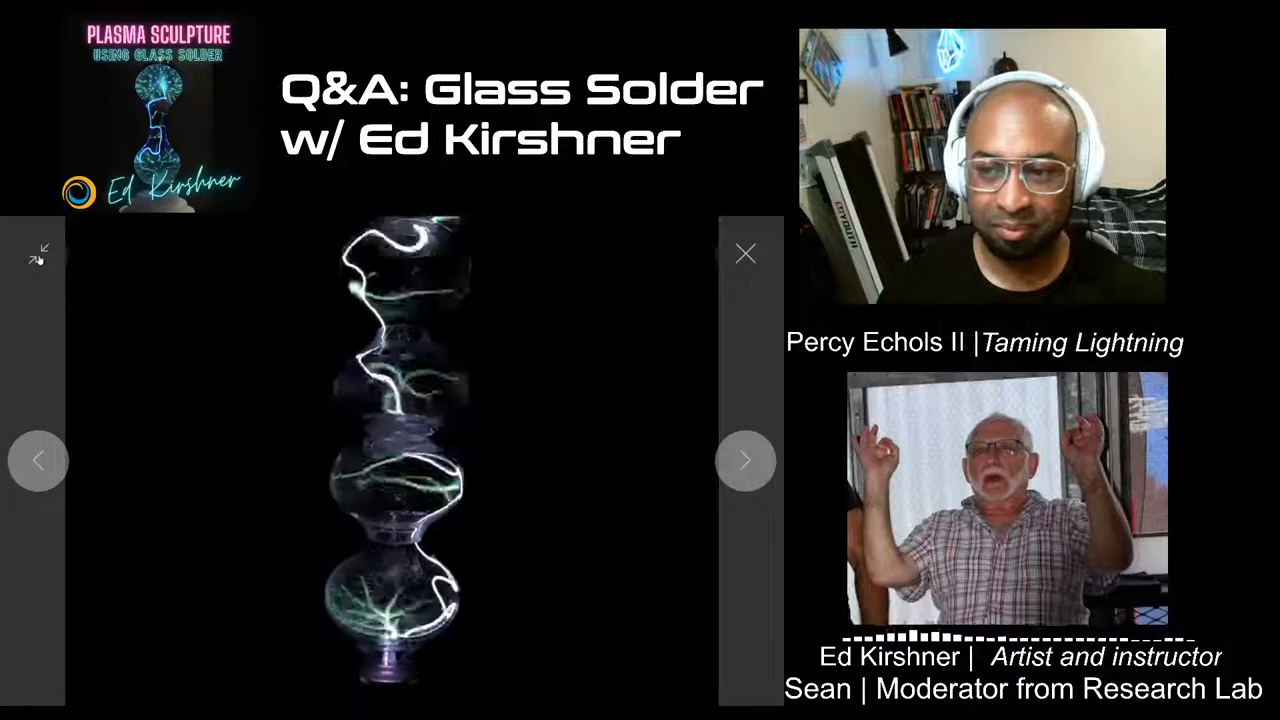 PLASMA SCULPTURE
USING GLASS SOLDER
Ed Kirshner
Q&A: Glass Solder
w/ Ed Kirshner
Percy Echols II | Taming Lightning
Ed Kirshner | Artist and instructor
Sean | Moderator from Research Lab